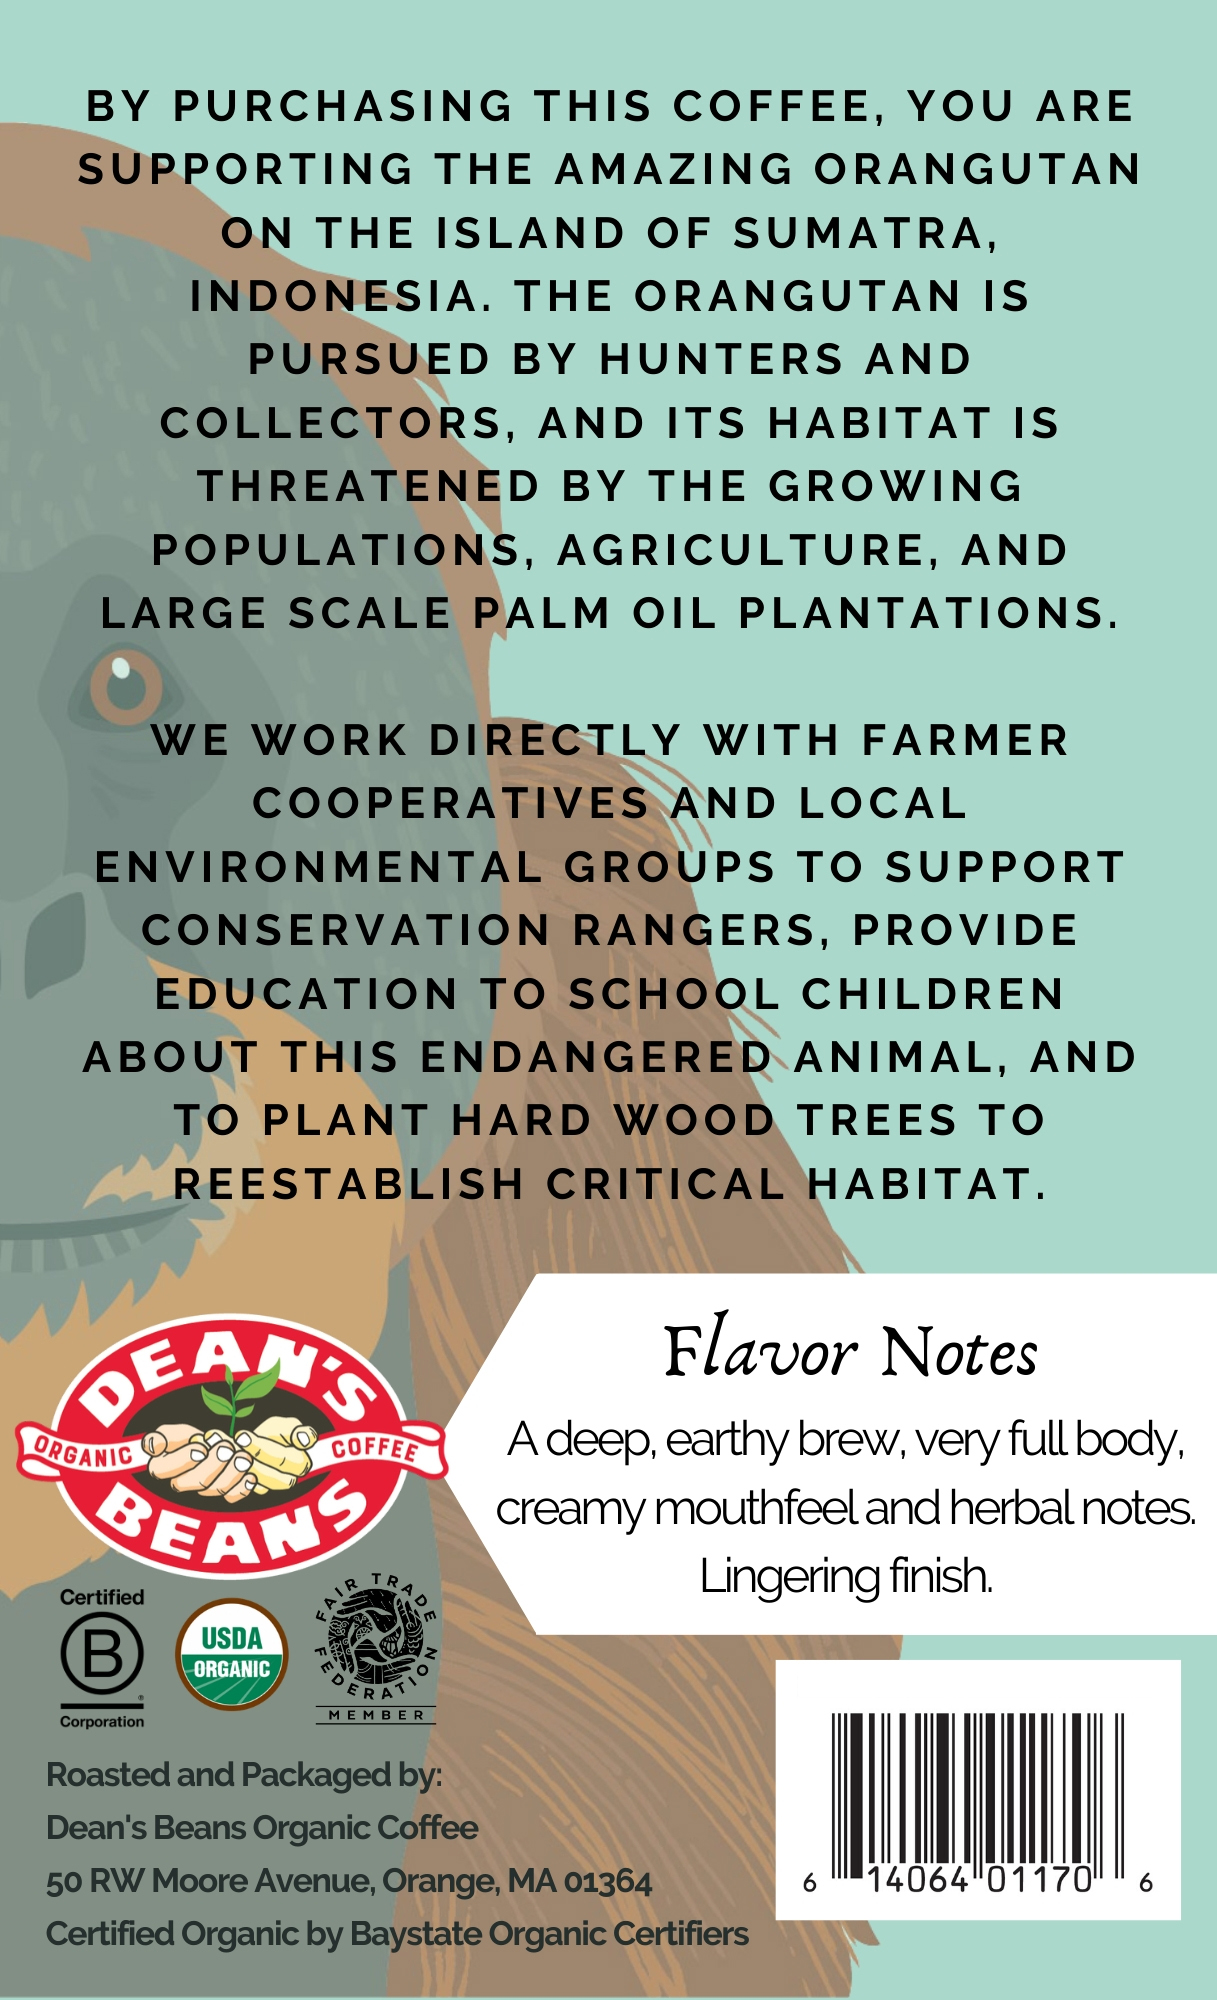 BY PURCHASING THIS COFFEE, YOU ARE
SUPPORTING THE AMAZING ORANGUTAN
ON THE ISLAND OF SUMATRA,
INDONESIA. THE ORANGUTAN IS
PURSUED BY HUNTERS AND
COLLECTORS, AND ITS HABITAT IS
THREATENED BY THE GROWING
POPULATIONS, AGRICULTURE, AND
LARGE SCALE PALM OIL PLANTATIONS.
WE WORK DIRECTLY WITH FARMER
COOPERATIVES AND LOCAL
ENVIRONMENTAL GROUPS TO SUPPORT
CONSERVATION RANGERS, PROVIDE
EDUCATION TO SCHOOL CHILDREN
ABOUT THIS ENDANGERED ANIMAL, AND
TO PLANT HARD WOOD TREES TO
REESTABLISH CRITICAL HABITAT.
DEAN'S
ORGANIC COFFEE
BEANS
Flavor Notes
A deep, earthy brew, very full body,
creamy mouthfeel and herbal notes.
Lingering finish.
Certified
B
®
Corporation
USDA
ORGANIC
FAIR TRADE
FEDERATION
MEMBER
Roasted and Packaged by:
Dean's Beans Organic Coffee
50 RW Moore Avenue, Orange, MA 01364
Certified Organic by Baystate Organic Certifiers
6 14064 01170 6